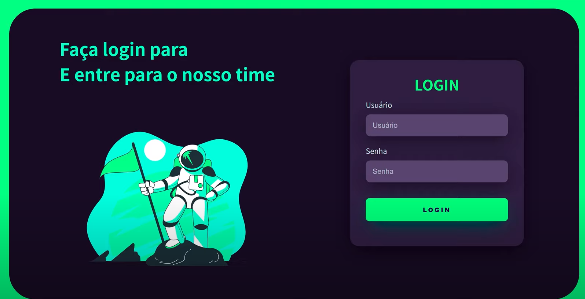 Faça login para
E entre para o nosso time
LOGIN
Usuário
Usuário
Senha
Senha
LOGIN